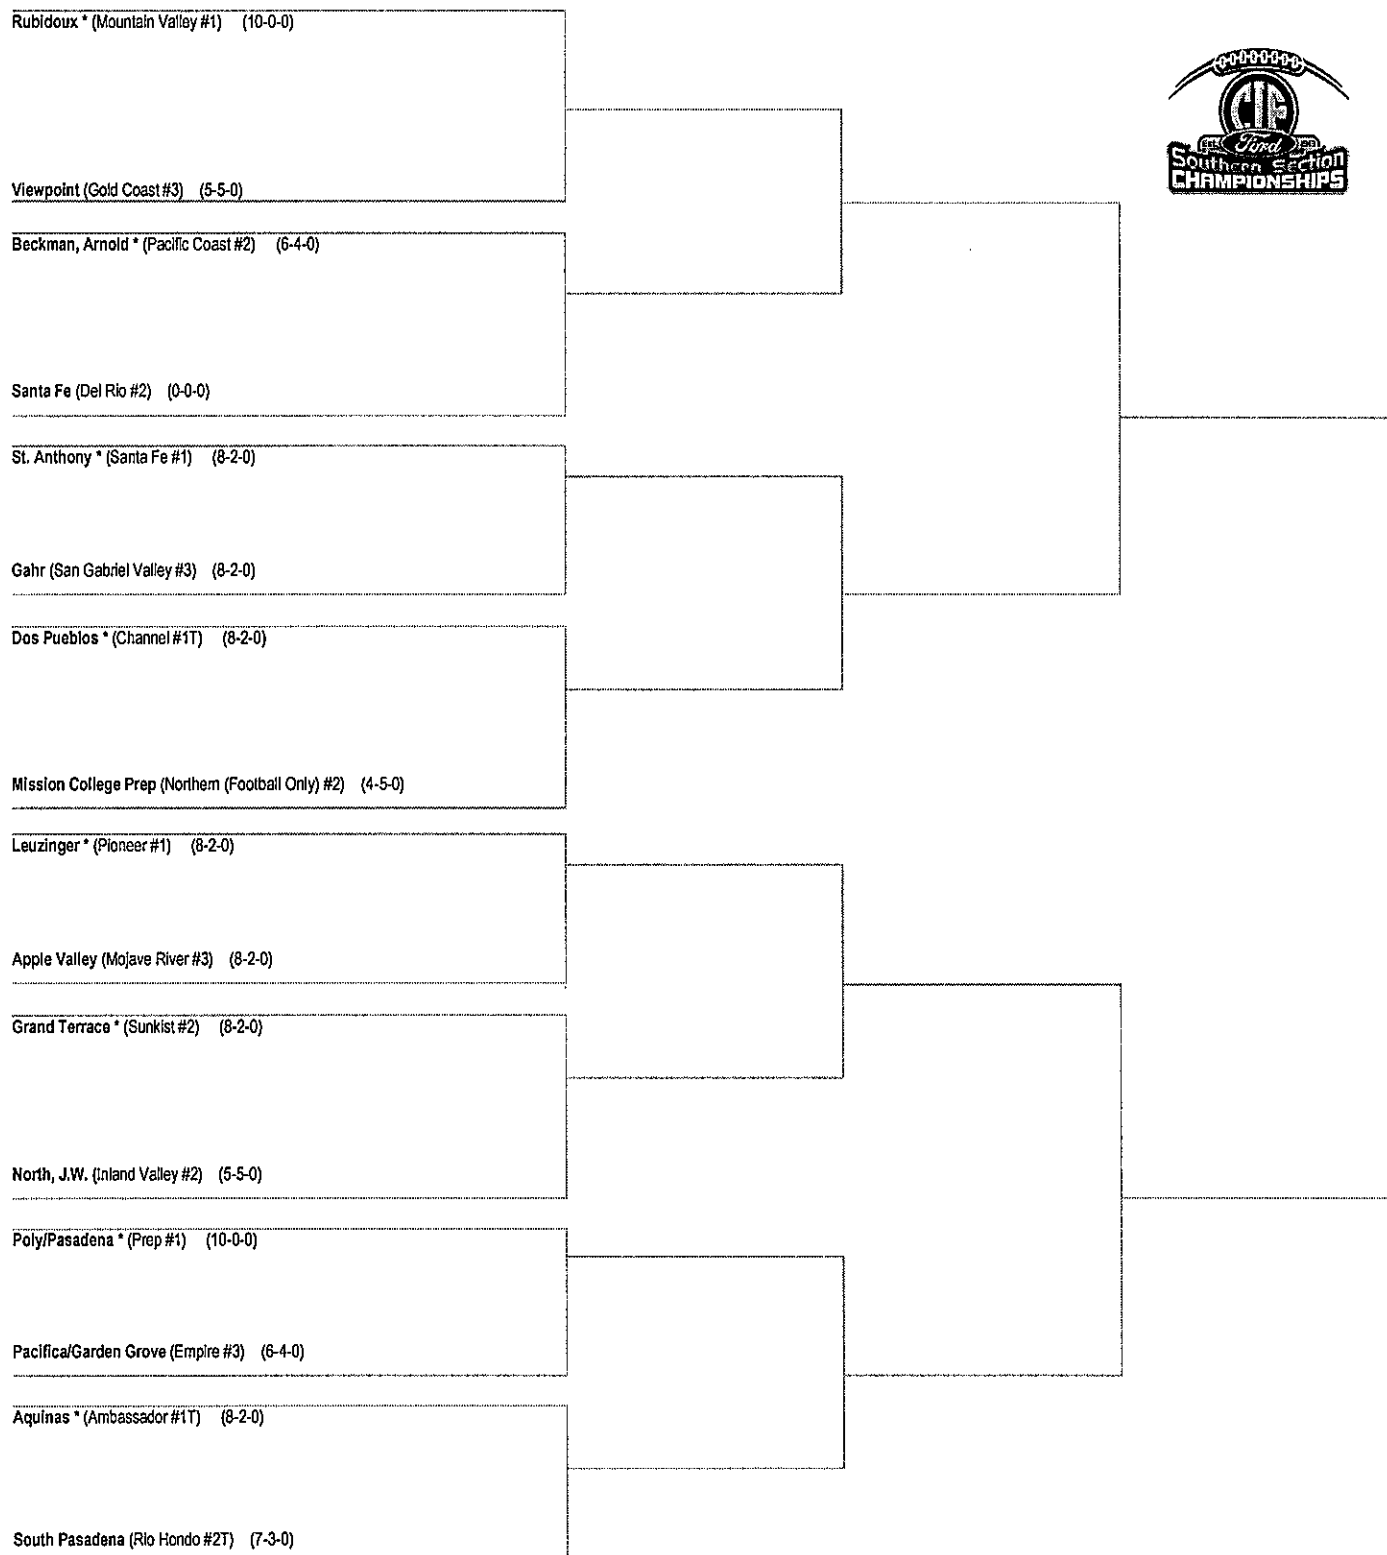 Rubidoux * (Mountain Valley #1) (10-0-0)
CIF
Ford
Southern Section
CHAMPIONSHIPS
Viewpoint (Gold Coast #3) (5-5-0)
Beckman, Arnold * (Pacific Coast #2) (6-4-0)
Santa Fe (Del Rio #2) (0-0-0)
St. Anthony * (Santa Fe #1) (8-2-0)
Gahr (San Gabriel Valley #3) (8-2-0)
Dos Pueblos * (Channel #1T) (8-2-0)
Mission College Prep (Northern (Football Only) #2) (4-5-0)
Leuzinger * (Pioneer #1) (8-2-0)
Apple Valley (Mojave River #3) (8-2-0)
Grand Terrace * (Sunkist #2) (8-2-0)
North, J.W. (Inland Valley #2) (5-5-0)
Poly/Pasadena * (Prep #1) (10-0-0)
Pacifica/Garden Grove (Empire #3) (6-4-0)
Aquinas * (Ambassador #1T) (8-2-0)
South Pasadena (Rio Hondo #2T) (7-3-0)